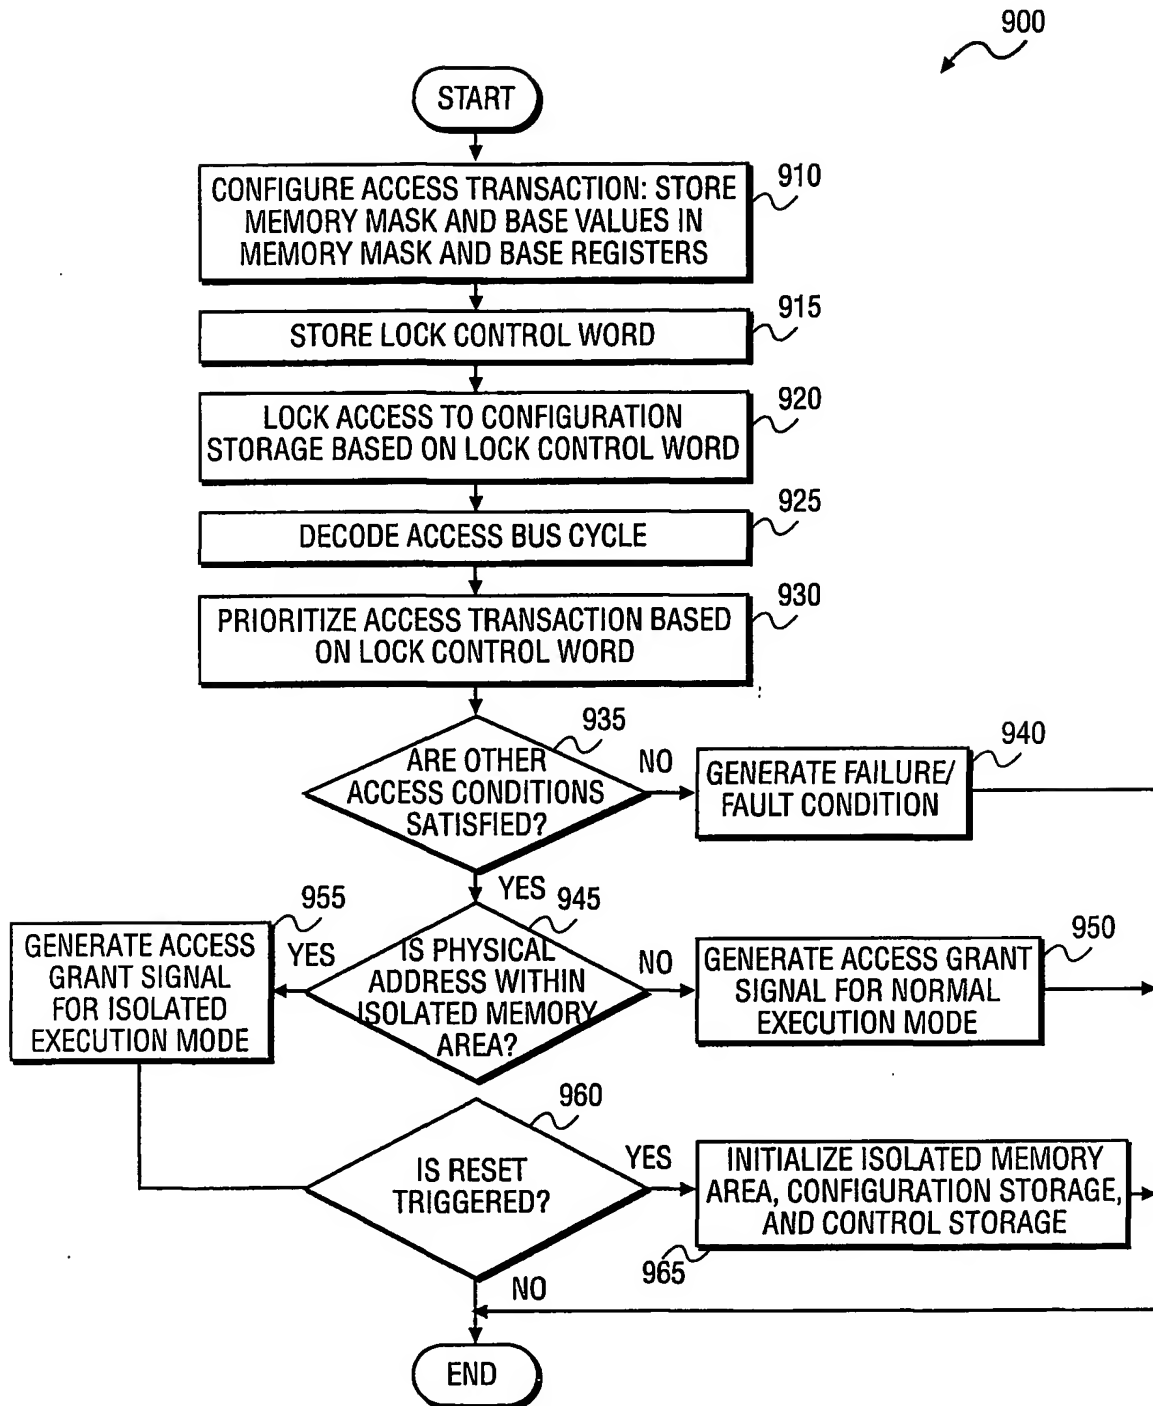 900
START
CONFIGURE ACCESS TRANSACTION: STORE
MEMORY MASK AND BASE VALUES IN
MEMORY MASK AND BASE REGISTERS
910
STORE LOCK CONTROL WORD
915
LOCK ACCESS TO CONFIGURATION
STORAGE BASED ON LOCK CONTROL WORD
920
DECODE ACCESS BUS CYCLE
925
PRIORITIZE ACCESS TRANSACTION BASED
ON LOCK CONTROL WORD
930
ARE OTHER
ACCESS CONDITIONS
SATISFIED?
935
NO
GENERATE FAILURE/
FAULT CONDITION
940
YES
IS PHYSICAL
ADDRESS WITHIN
ISOLATED MEMORY
AREA?
945
YES
GENERATE ACCESS
GRANT SIGNAL
FOR ISOLATED
EXECUTION MODE
955
NO
GENERATE ACCESS GRANT
SIGNAL FOR NORMAL
EXECUTION MODE
950
IS RESET
TRIGGERED?
960
YES
INITIALIZE ISOLATED MEMORY
AREA, CONFIGURATION STORAGE,
AND CONTROL STORAGE
965
NO
END